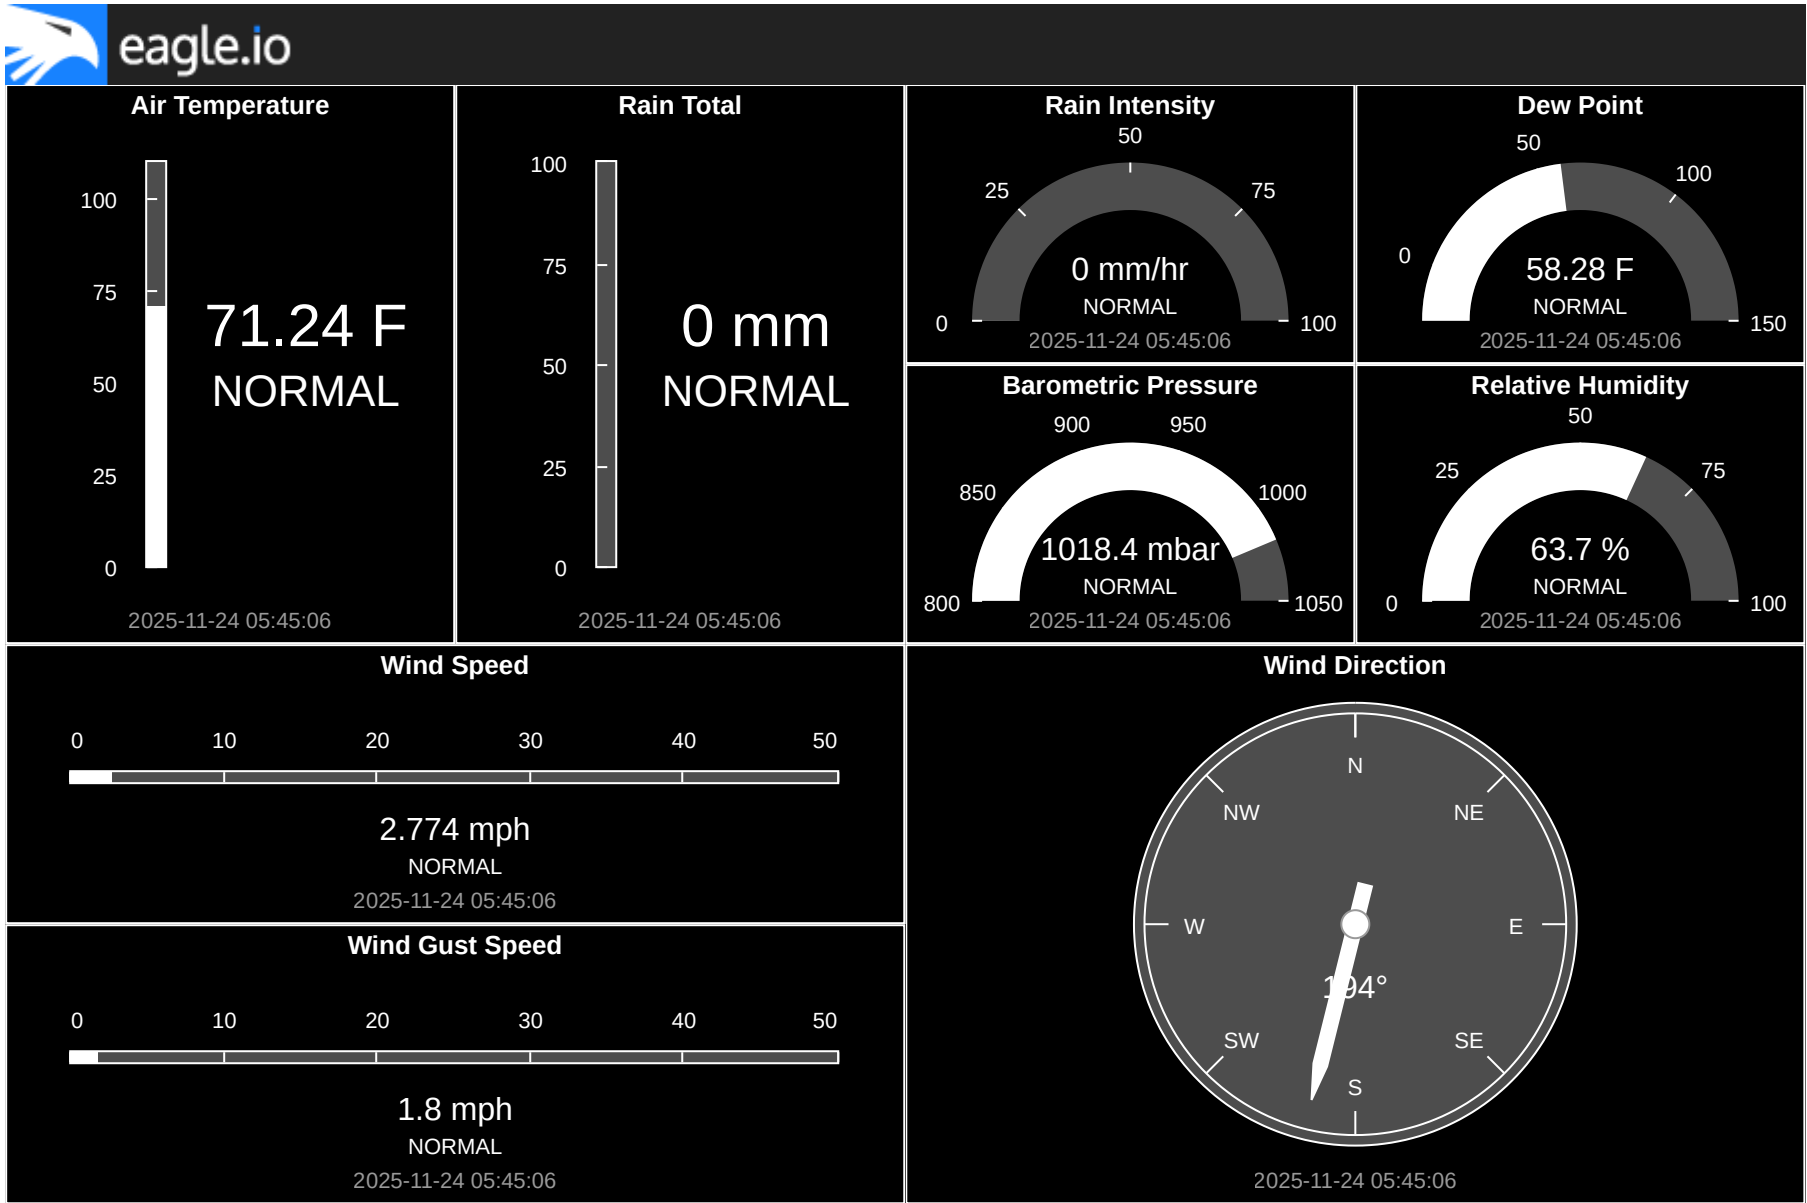 eagle.io
Air Temperature
100
75
50
25
0
71.24 F
NORMAL
2025-11-24 05:45:06
Rain Total
100
75
50
25
0
0 mm
NORMAL
2025-11-24 05:45:06
Rain Intensity
50
25
75
0
100
0 mm/hr
NORMAL
2025-11-24 05:45:06
Dew Point
50
100
0
150
58.28 F
NORMAL
2025-11-24 05:45:06
Barometric Pressure
900 950
850 1000
800 1050
1018.4 mbar
NORMAL
2025-11-24 05:45:06
Relative Humidity
50
25 75
0 100
63.7 %
NORMAL
2025-11-24 05:45:06
Wind Speed
0 10 20 30 40 50
2.774 mph
NORMAL
2025-11-24 05:45:06
Wind Gust Speed
0 10 20 30 40 50
1.8 mph
NORMAL
2025-11-24 05:45:06
Wind Direction
N
NW NE
W E
194°
SW SE
S
2025-11-24 05:45:06